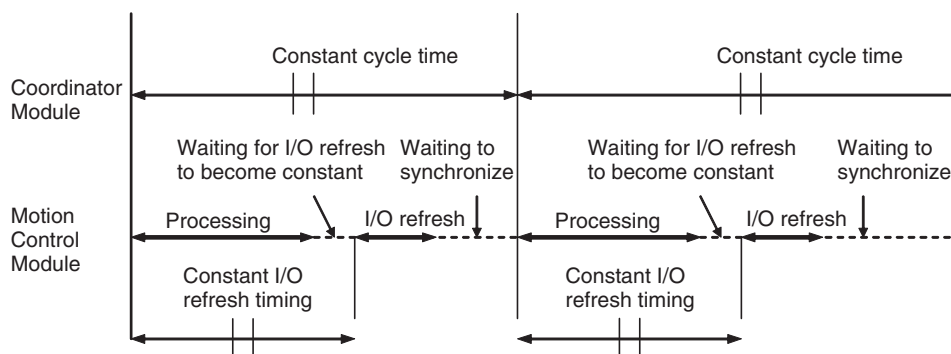 Constant cycle time
Constant cycle time
Coordinator
Module
Waiting for I/O refresh
to become constant
Waiting to
synchronize
Waiting for I/O refresh
to become constant
Waiting to
synchronize
Motion
Control
Module
Processing
I/O refresh
Processing
I/O refresh
Constant I/O
refresh timing
Constant I/O
refresh timing